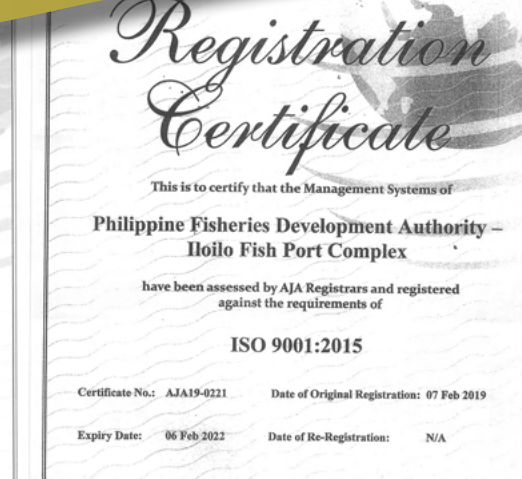 Registration
Certificate
This is to certify that the Management Systems of
Philippine Fisheries Development Authority –
Iloilo Fish Port Complex
have been assessed by AJA Registrars and registered
against the requirements of
ISO 9001:2015
Certificate No.: AJA19-0221 Date of Original Registration: 07 Feb 2019
Expiry Date: 06 Feb 2022 Date of Re-Registration: N/A